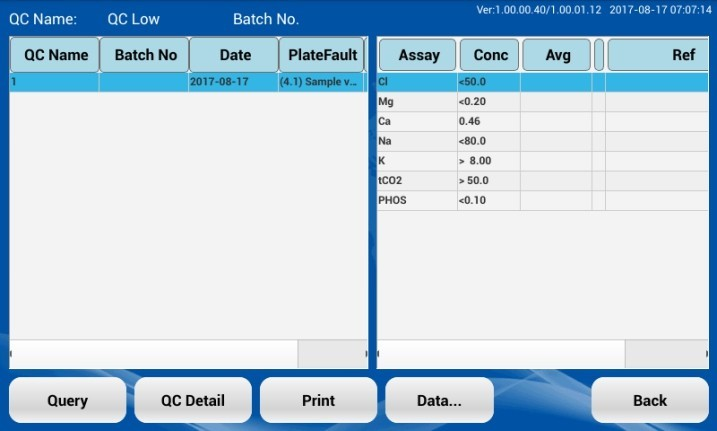 Ver:1.00.00.40/1.00.01.12 2017-08-17 07:07:14
QC Name: QC Low Batch No.
QC Name Batch No Date PlateFault
1 2017-08-17 (4.1) Sample v...
Assay Conc Avg Ref
Cl <50.0
Mg <0.20
Ca 0.46
Na <80.0
K > 8.00
tCO2 > 50.0
PHOS <0.10
Query QC Detail Print Data... Back